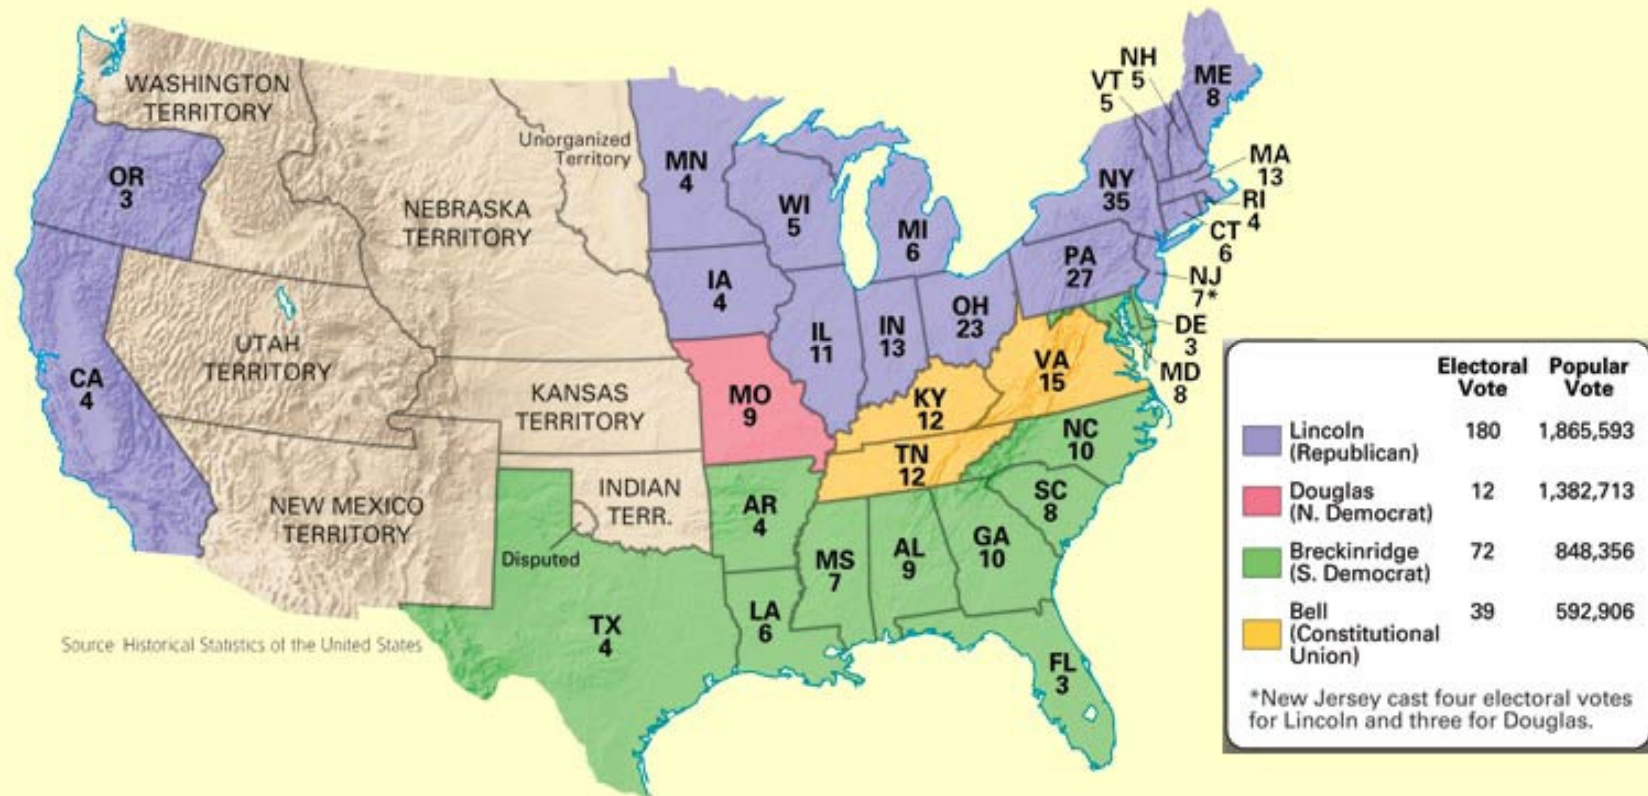 WASHINGTON
TERRITORY
OR
3
NEBRASKA
TERRITORY
Unorganized
Territory
MN
4
WI
5
MI
6
NY
35
VT
5
NH
5
ME
8
MA
13
RI
4
CT
6
NJ
7*
PA
27
DE
3
MD
8
IA
4
IL
11
IN
13
OH
23
UTAH
TERRITORY
CA
4
KANSAS
TERRITORY
MO
9
KY
12
VA
15
TN
12
NC
10
SC
8
NEW MEXICO
TERRITORY
INDIAN
TERR.
Disputed
AR
4
MS
7
AL
9
GA
10
TX
4
LA
6
FL
3
Source: Historical Statistics of the United States
Electoral Popular
Vote Vote
Lincoln 180 1,865,593
(Republican)
Douglas 12 1,382,713
(N. Democrat)
Breckinridge 72 848,356
(S. Democrat)
Bell 39 592,906
(Constitutional
Union)
*New Jersey cast four electoral votes
for Lincoln and three for Douglas.